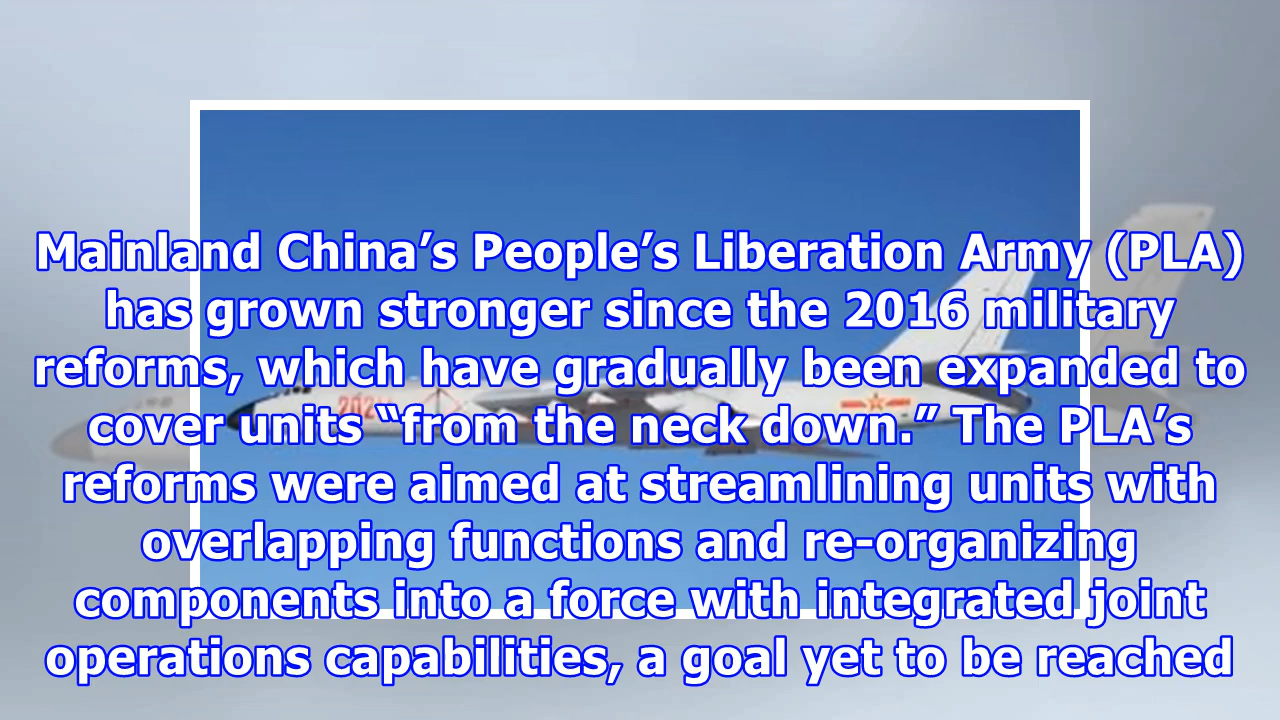 Mainland China’s People’s Liberation Army (PLA)
has grown stronger since the 2016 military
reforms, which have gradually been expanded to
cover units “from the neck down.” The PLA’s
reforms were aimed at streamlining units with
overlapping functions and re-organizing
components into a force with integrated joint
operations capabilities, a goal yet to be reached